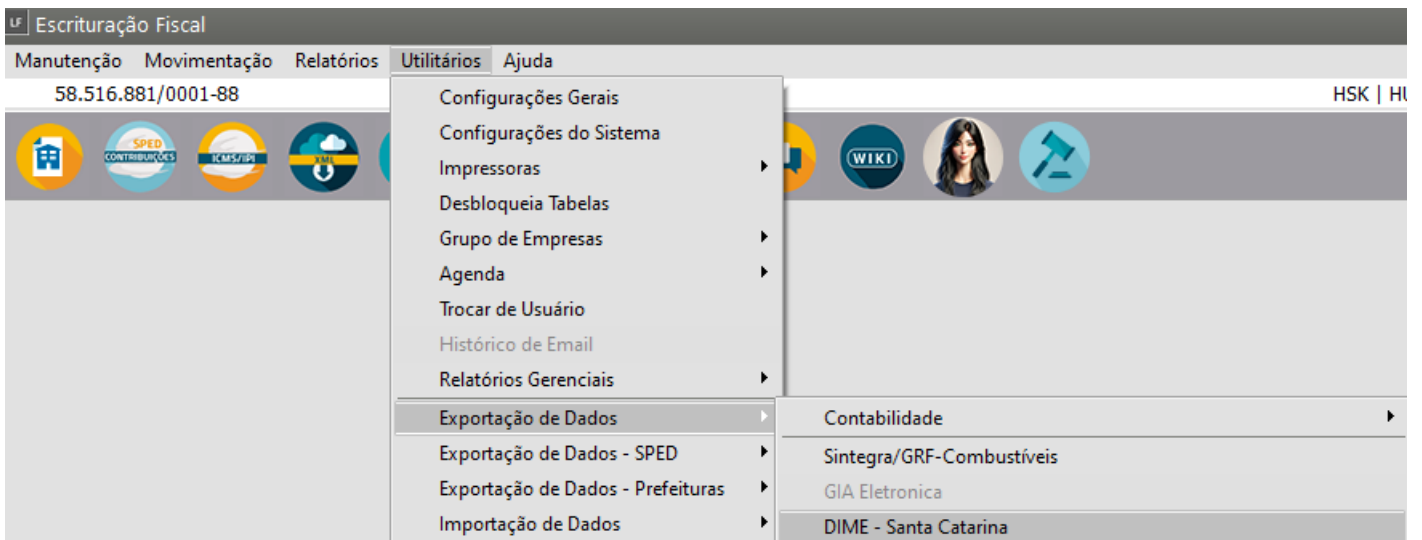 LF Escrituração Fiscal
Manutenção Movimentação Relatórios Utilitários Ajuda
58.516.881/0001-88 HSK | HU
SPED CONTRIBUIÇÕES ICMS/IPI XML WIKI
Configurações Gerais
Configurações do Sistema
Impressoras
Desbloqueia Tabelas
Grupo de Empresas
Agenda
Trocar de Usuário
Histórico de Email
Relatórios Gerenciais
Exportação de Dados
Exportação de Dados - SPED
Exportação de Dados - Prefeituras
Importação de Dados
Contabilidade
Sintegra/GRF-Combustíveis
GIA Eletronica
DIME - Santa Catarina